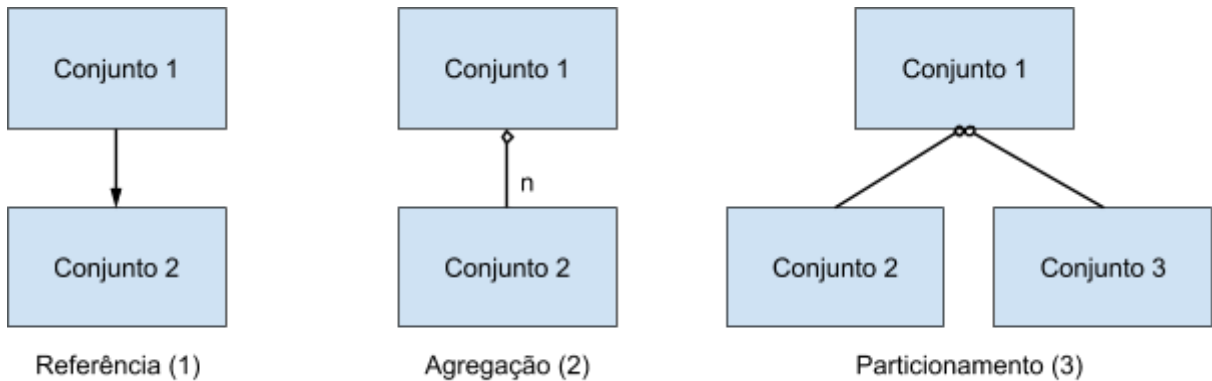 Conjunto 1
Conjunto 2
Referência (1)
Conjunto 1
n
Conjunto 2
Agregação (2)
Conjunto 1
Conjunto 2
Conjunto 3
Particionamento (3)